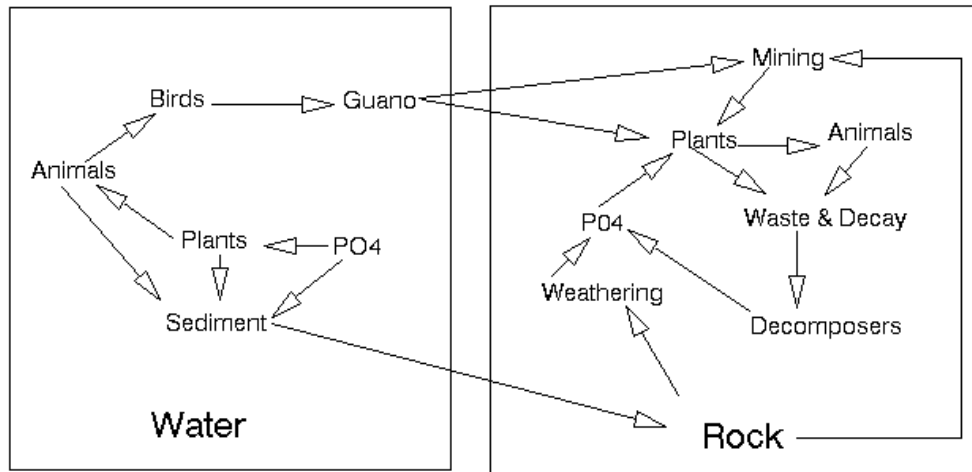 Mining
Birds
Guano
Plants
Animals
Animals
P04
Waste & Decay
Plants
PO4
Weathering
Sediment
Decomposers
Water
Rock